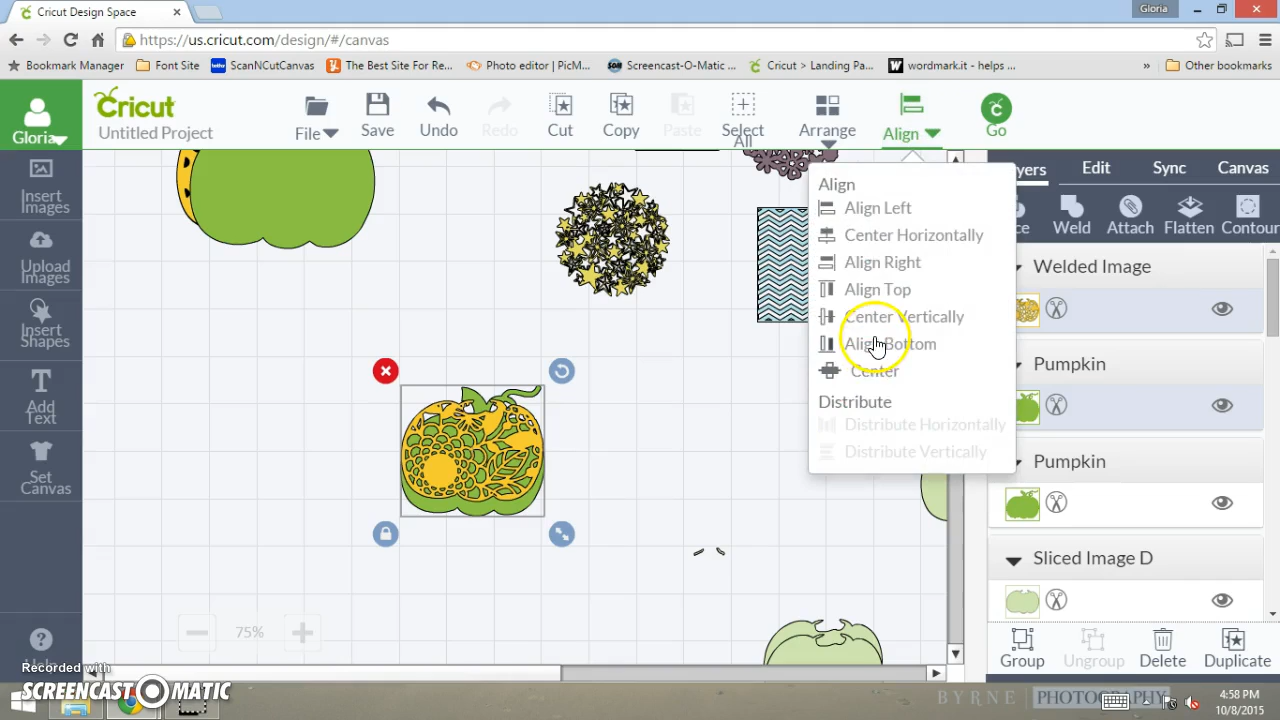 Cricut Design Space
Gloria
https://us.cricut.com/design/#/canvas
Bookmark Manager
Font Site
ScanNCutCanvas
The Best Site For Re...
Photo editor | PicM...
Screencast-O-Matic ...
Cricut > Landing Pa...
wordmark.it - helps ...
»
Other bookmarks
Gloria
Cricut
Untitled Project
File
Save
Undo
Redo
Cut
Copy
Paste
Select All
Arrange
Align
Go
Insert Images
Upload Images
Insert Shapes
Add Text
Set Canvas
Help
Align
Align Left
Center Horizontally
Align Right
Align Top
Center Vertically
Align Bottom
Center
Distribute
Distribute Horizontally
Distribute Vertically
Layers
Edit
Sync
Canvas
Weld
Attach
Flatten
Contour
Welded Image
Pumpkin
Pumpkin
Sliced Image D
Group
Ungroup
Delete
Duplicate
75%
Recorded with
SCREENCAST-O-MATIC
BYRNE PHOTOGRAPHY
4:58 PM
10/8/2015